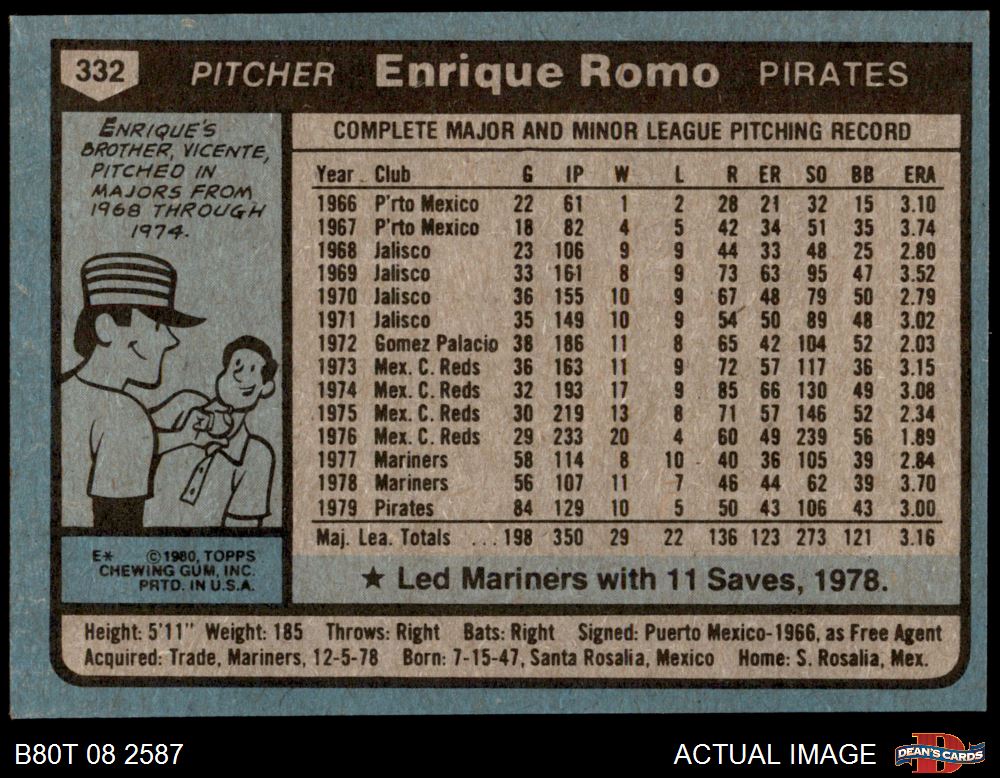 332 PITCHER Enrique Romo PIRATES
ENRIQUE'S
BROTHER, VICENTE,
PITCHED IN
MAJORS FROM
1968 THROUGH
1974.
COMPLETE MAJOR AND MINOR LEAGUE PITCHING RECORD
Year Club G IP W L R ER SO BB ERA
1966 P'rto Mexico 22 61 1 2 28 21 32 15 3.10
1967 P'rto Mexico 18 82 4 5 42 34 51 35 3.74
1968 Jalisco 23 106 9 9 44 33 48 25 2.80
1969 Jalisco 33 161 8 9 73 63 95 47 3.52
1970 Jalisco 36 155 10 9 67 48 79 50 2.79
1971 Jalisco 35 149 10 9 54 50 89 48 3.02
1972 Gomez Palacio 38 186 11 8 65 42 104 52 2.03
1973 Mex. C. Reds 36 163 11 9 72 57 117 36 3.15
1974 Mex. C. Reds 32 193 17 9 85 66 130 49 3.08
1975 Mex. C. Reds 30 219 13 8 71 57 146 52 2.34
1976 Mex. C. Reds 29 233 20 4 60 49 239 56 1.89
1977 Mariners 58 114 8 10 40 36 105 39 2.84
1978 Mariners 56 107 11 7 46 44 62 39 3.70
1979 Pirates 84 129 10 5 50 43 106 43 3.00
Maj. Lea. Totals ... 198 350 29 22 136 123 273 121 3.16
★ Led Mariners with 11 Saves, 1978.
E* © 1980, TOPPS
CHEWING GUM, INC.
PRTD. IN U.S.A.
Height: 5'11" Weight: 185 Throws: Right Bats: Right Signed: Puerto Mexico-1966, as Free Agent
Acquired: Trade, Mariners, 12-5-78 Born: 7-15-47, Santa Rosalia, Mexico Home: S. Rosalia, Mex.
B80T 08 2587 ACTUAL IMAGE DEAN'S CARDS